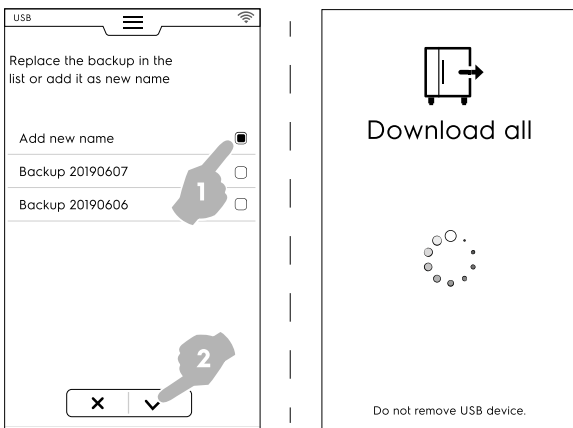 USB
Replace the backup in the
list or add it as new name
Add new name
Backup 20190607
Backup 20190606
1
2
Download all
Do not remove USB device.